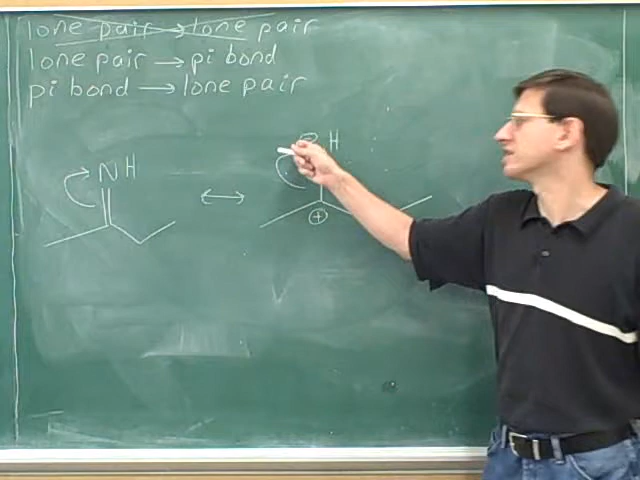 lone pair → lone pair
lone pair → pi bond
pi bond → lone pair
NH ↔ H
⊕